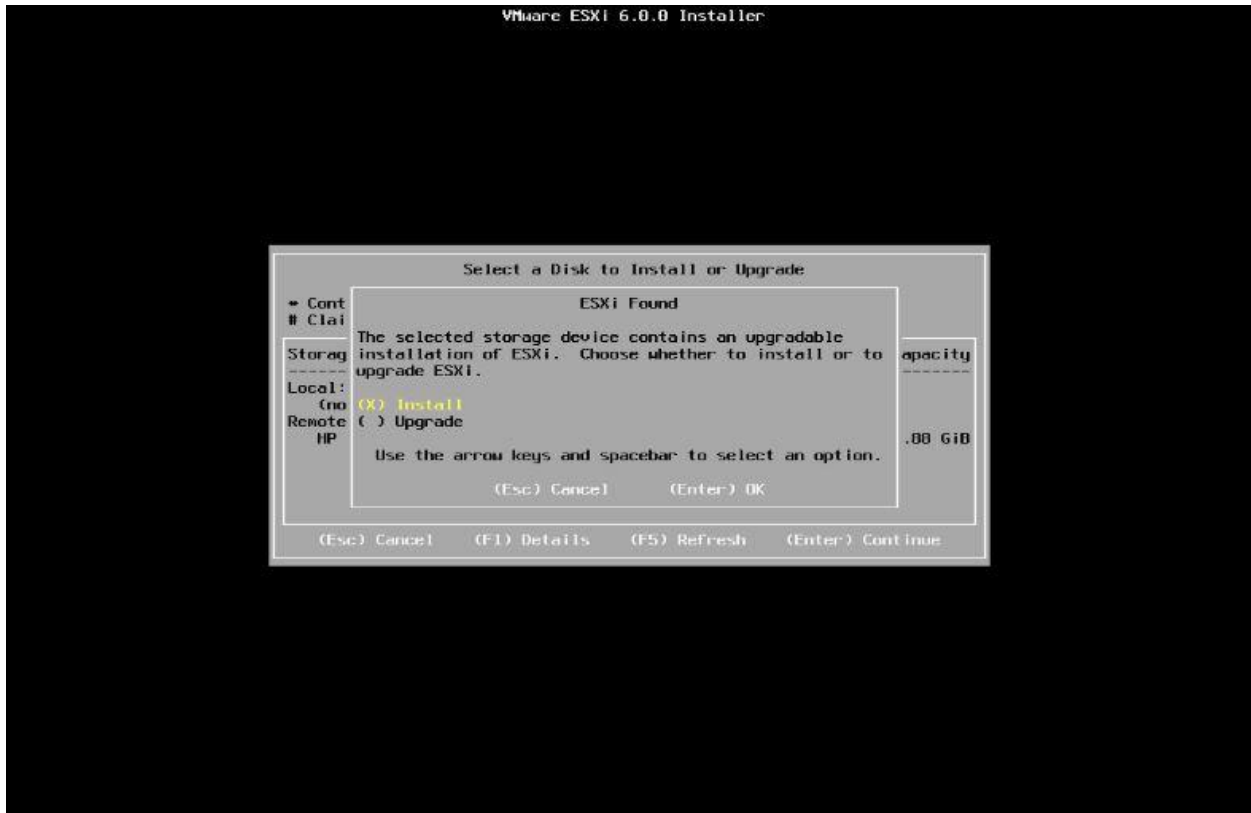 VMware ESXi 6.0.0 Installer
Select a Disk to Install or Upgrade
* Cont
# Clai
ESXi Found
The selected storage device contains an upgradable
installation of ESXi. Choose whether to install or to
upgrade ESXi.
Storag
apacity
------
-------
Local:
(no
Remote
HP
.00 GiB
(X) Install
( ) Upgrade
Use the arrow keys and spacebar to select an option.
(Esc) Cancel (Enter) OK
(Esc) Cancel (F1) Details (F5) Refresh (Enter) Continue